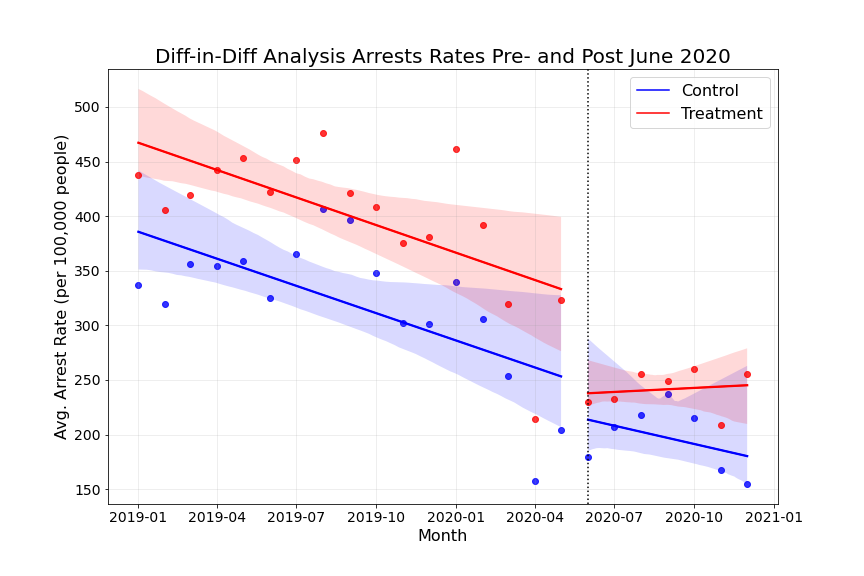 Diff-in-Diff Analysis Arrests Rates Pre- and Post June 2020
Control
Treatment
Avg. Arrest Rate (per 100,000 people)
500
450
400
350
300
250
200
150
2019-01 2019-04 2019-07 2019-10 2020-01 2020-04 2020-07 2020-10 2021-01
Month